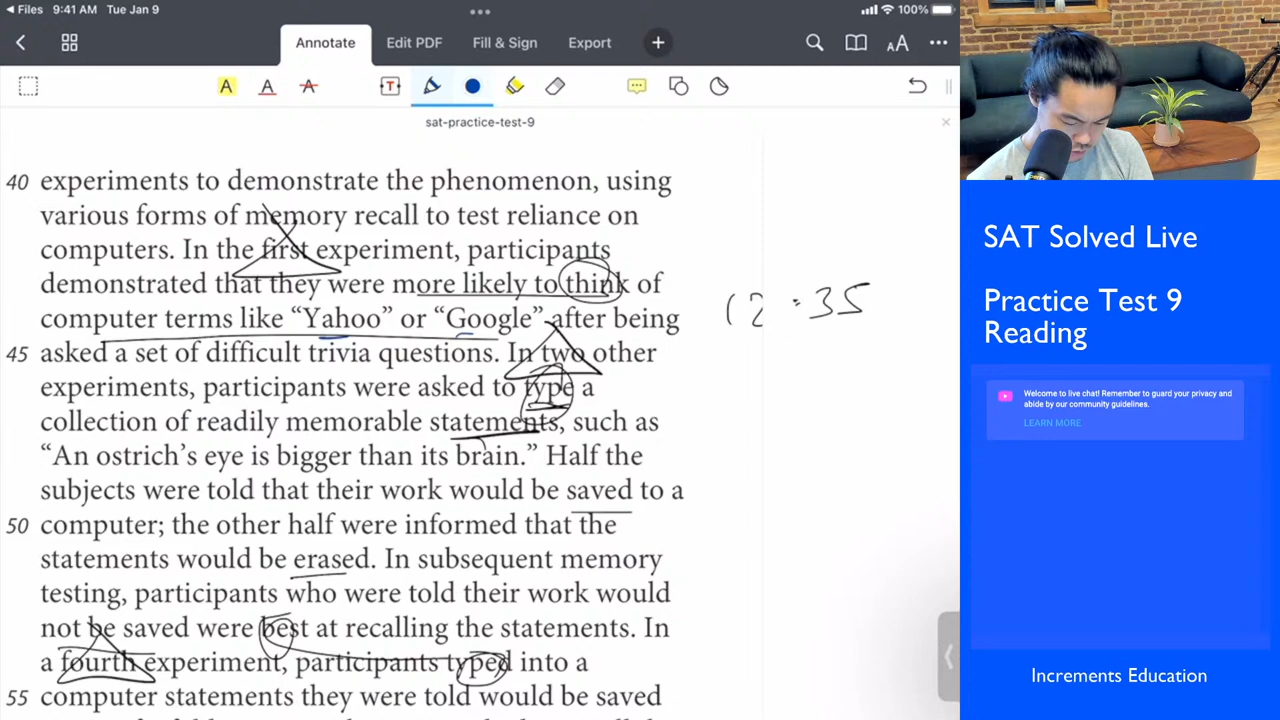 Files 9:41 AM Tue Jan 9 100%
Annotate Edit PDF Fill & Sign Export
A A A T
sat-practice-test-9
40 experiments to demonstrate the phenomenon, using
various forms of memory recall to test reliance on
computers. In the first experiment, participants
demonstrated that they were more likely to think of
computer terms like “Yahoo” or “Google” after being
45 asked a set of difficult trivia questions. In two other
experiments, participants were asked to type a
collection of readily memorable statements, such as
“An ostrich’s eye is bigger than its brain.” Half the
subjects were told that their work would be saved to a
50 computer; the other half were informed that the
statements would be erased. In subsequent memory
testing, participants who were told their work would
not be saved were best at recalling the statements. In
a fourth experiment, participants typed into a
55 computer statements they were told would be saved
12:35
SAT Solved Live
Practice Test 9
Reading
Welcome to live chat! Remember to guard your privacy and
abide by our community guidelines.
LEARN MORE
Increments Education